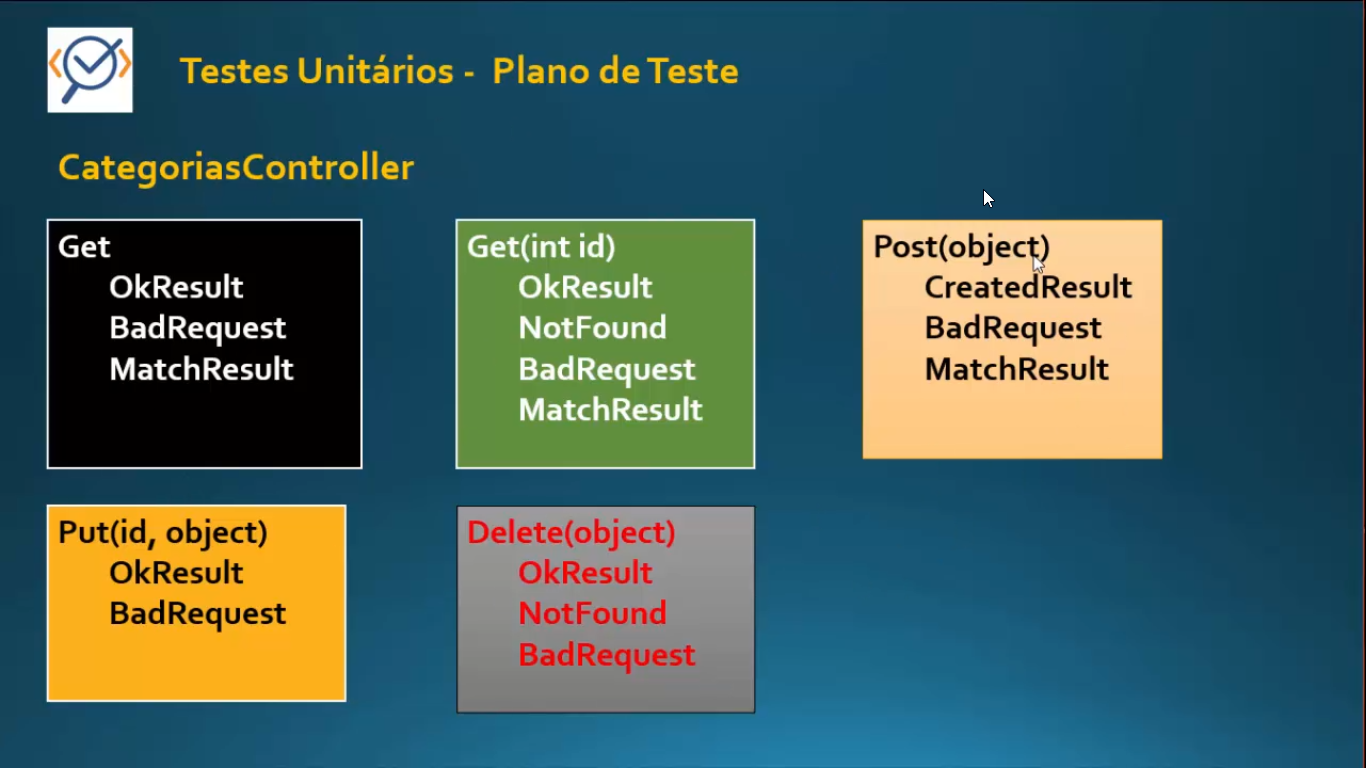 Testes Unitários - Plano de Teste
CategoriasController
Get
OkResult
BadRequest
MatchResult
Get(int id)
OkResult
NotFound
BadRequest
MatchResult
Post(object)
CreatedResult
BadRequest
MatchResult
Put(id, object)
OkResult
BadRequest
Delete(object)
OkResult
NotFound
BadRequest